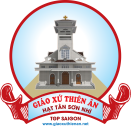 GIÁO XỨ THIÊN ÂN
HẠT TÂN SƠN NHÌ
TGP SAIGON
www.giaoxuthienan.net